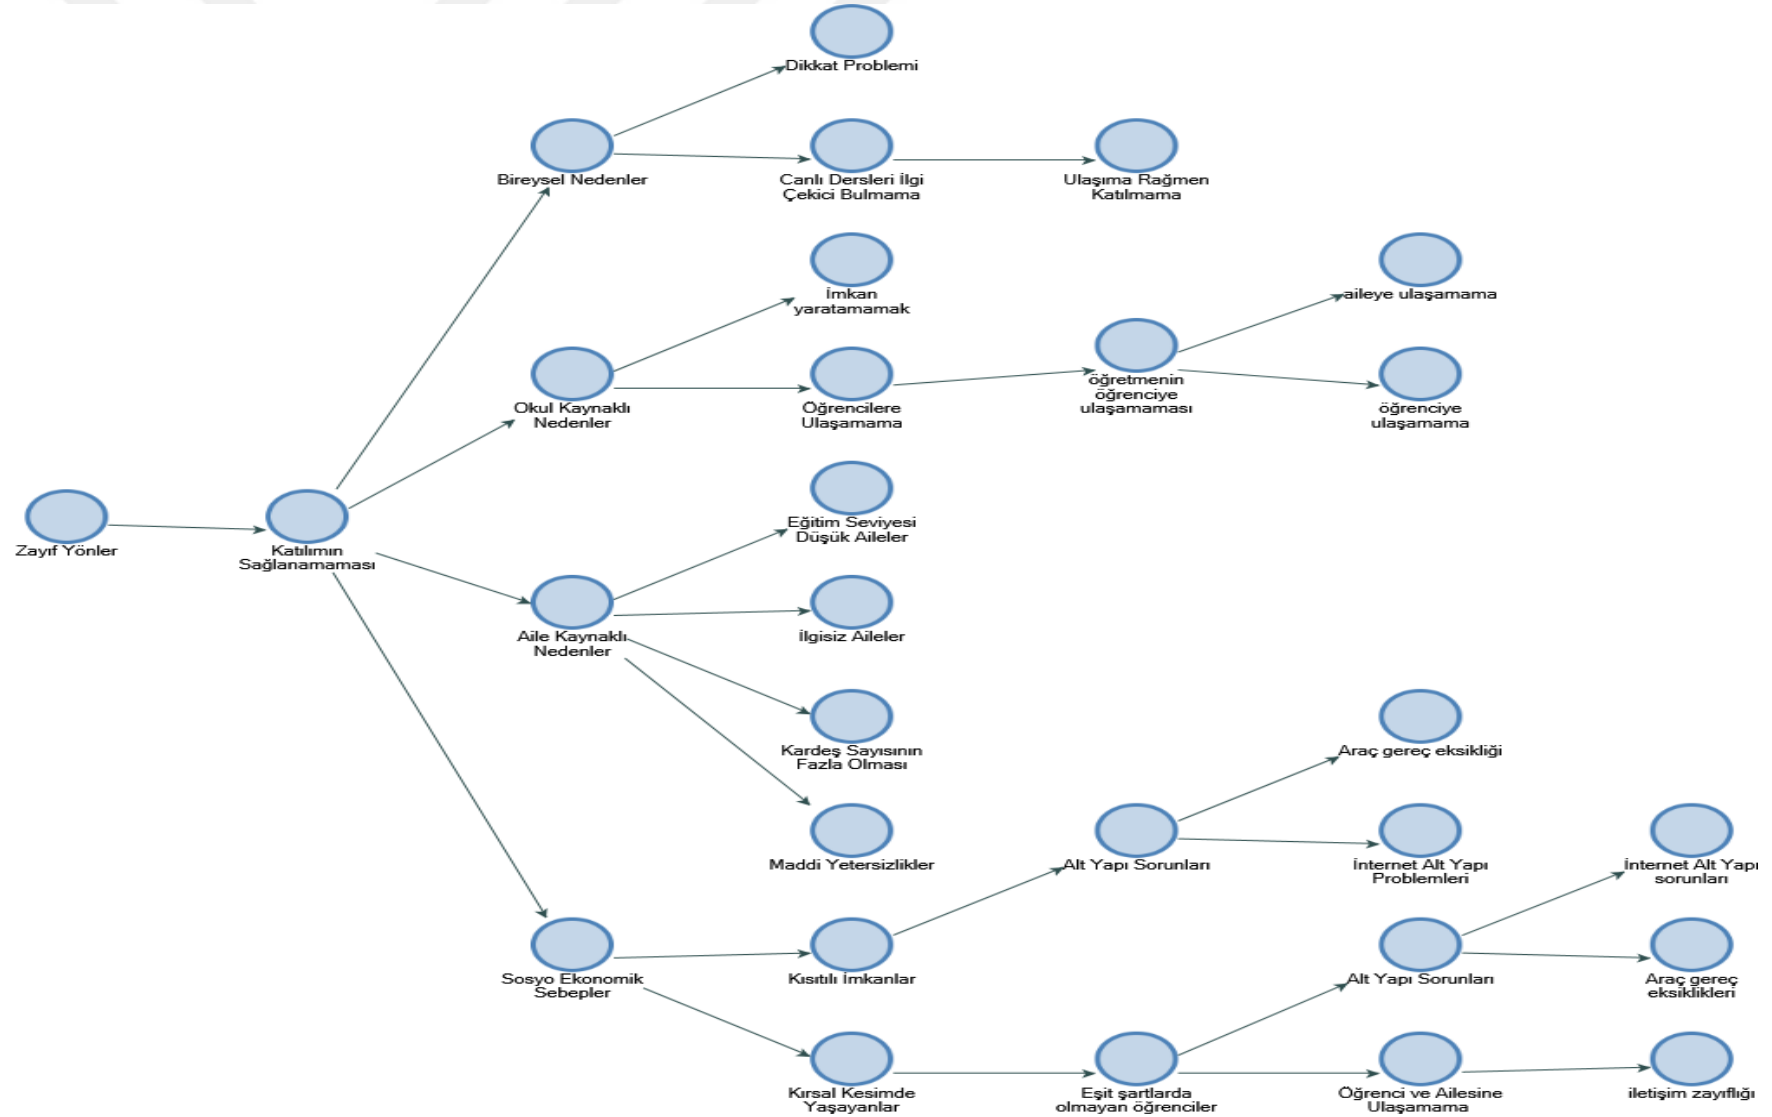 Dikkat Problemi
Bireysel Nedenler
Canlı Dersleri İlgi
Çekici Bulmama
Ulaşıma Rağmen
Katılmama
İmkan
yaratamamak
aileye ulaşamama
Okul Kaynaklı
Nedenler
Öğrencilere
Ulaşamama
öğretmenin
öğrenciye
ulaşamaması
öğrenciye
ulaşamama
Zayıf Yönler
Katılımın
Sağlanamaması
Eğitim Seviyesi
Düşük Aileler
Aile Kaynaklı
Nedenler
İlgisiz Aileler
Kardeş Sayısının
Fazla Olması
Araç gereç eksikliği
Maddi Yetersizlikler
Alt Yapı Sorunları
İnternet Alt Yapı
Problemleri
İnternet Alt Yapı
sorunları
Sosyo Ekonomik
Sebepler
Kısıtılı İmkanlar
Alt Yapı Sorunları
Araç gereç
eksiklikleri
Kırsal Kesimde
Yaşayanlar
Eşit şartlarda
olmayan öğrenciler
Öğrenci ve Ailesine
Ulaşamama
iletişim zayıflığı